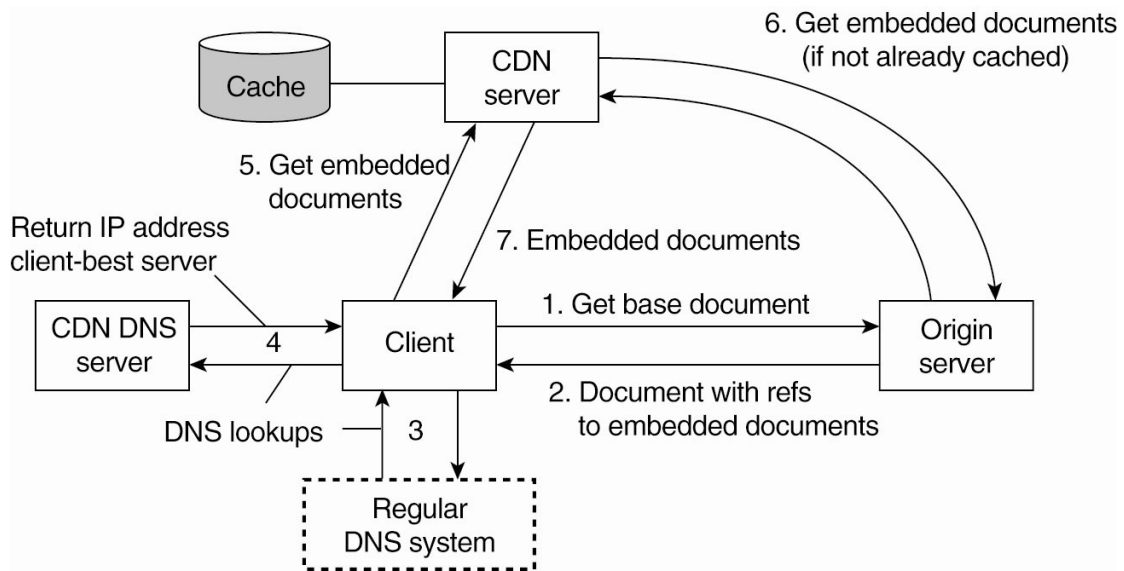 6. Get embedded documents
(if not already cached)
CDN
server
Cache
5. Get embedded
documents
Return IP address
client-best server
7. Embedded documents
1. Get base document
CDN DNS
server
4
Client
Origin
server
2. Document with refs
to embedded documents
DNS lookups
3
Regular
DNS system